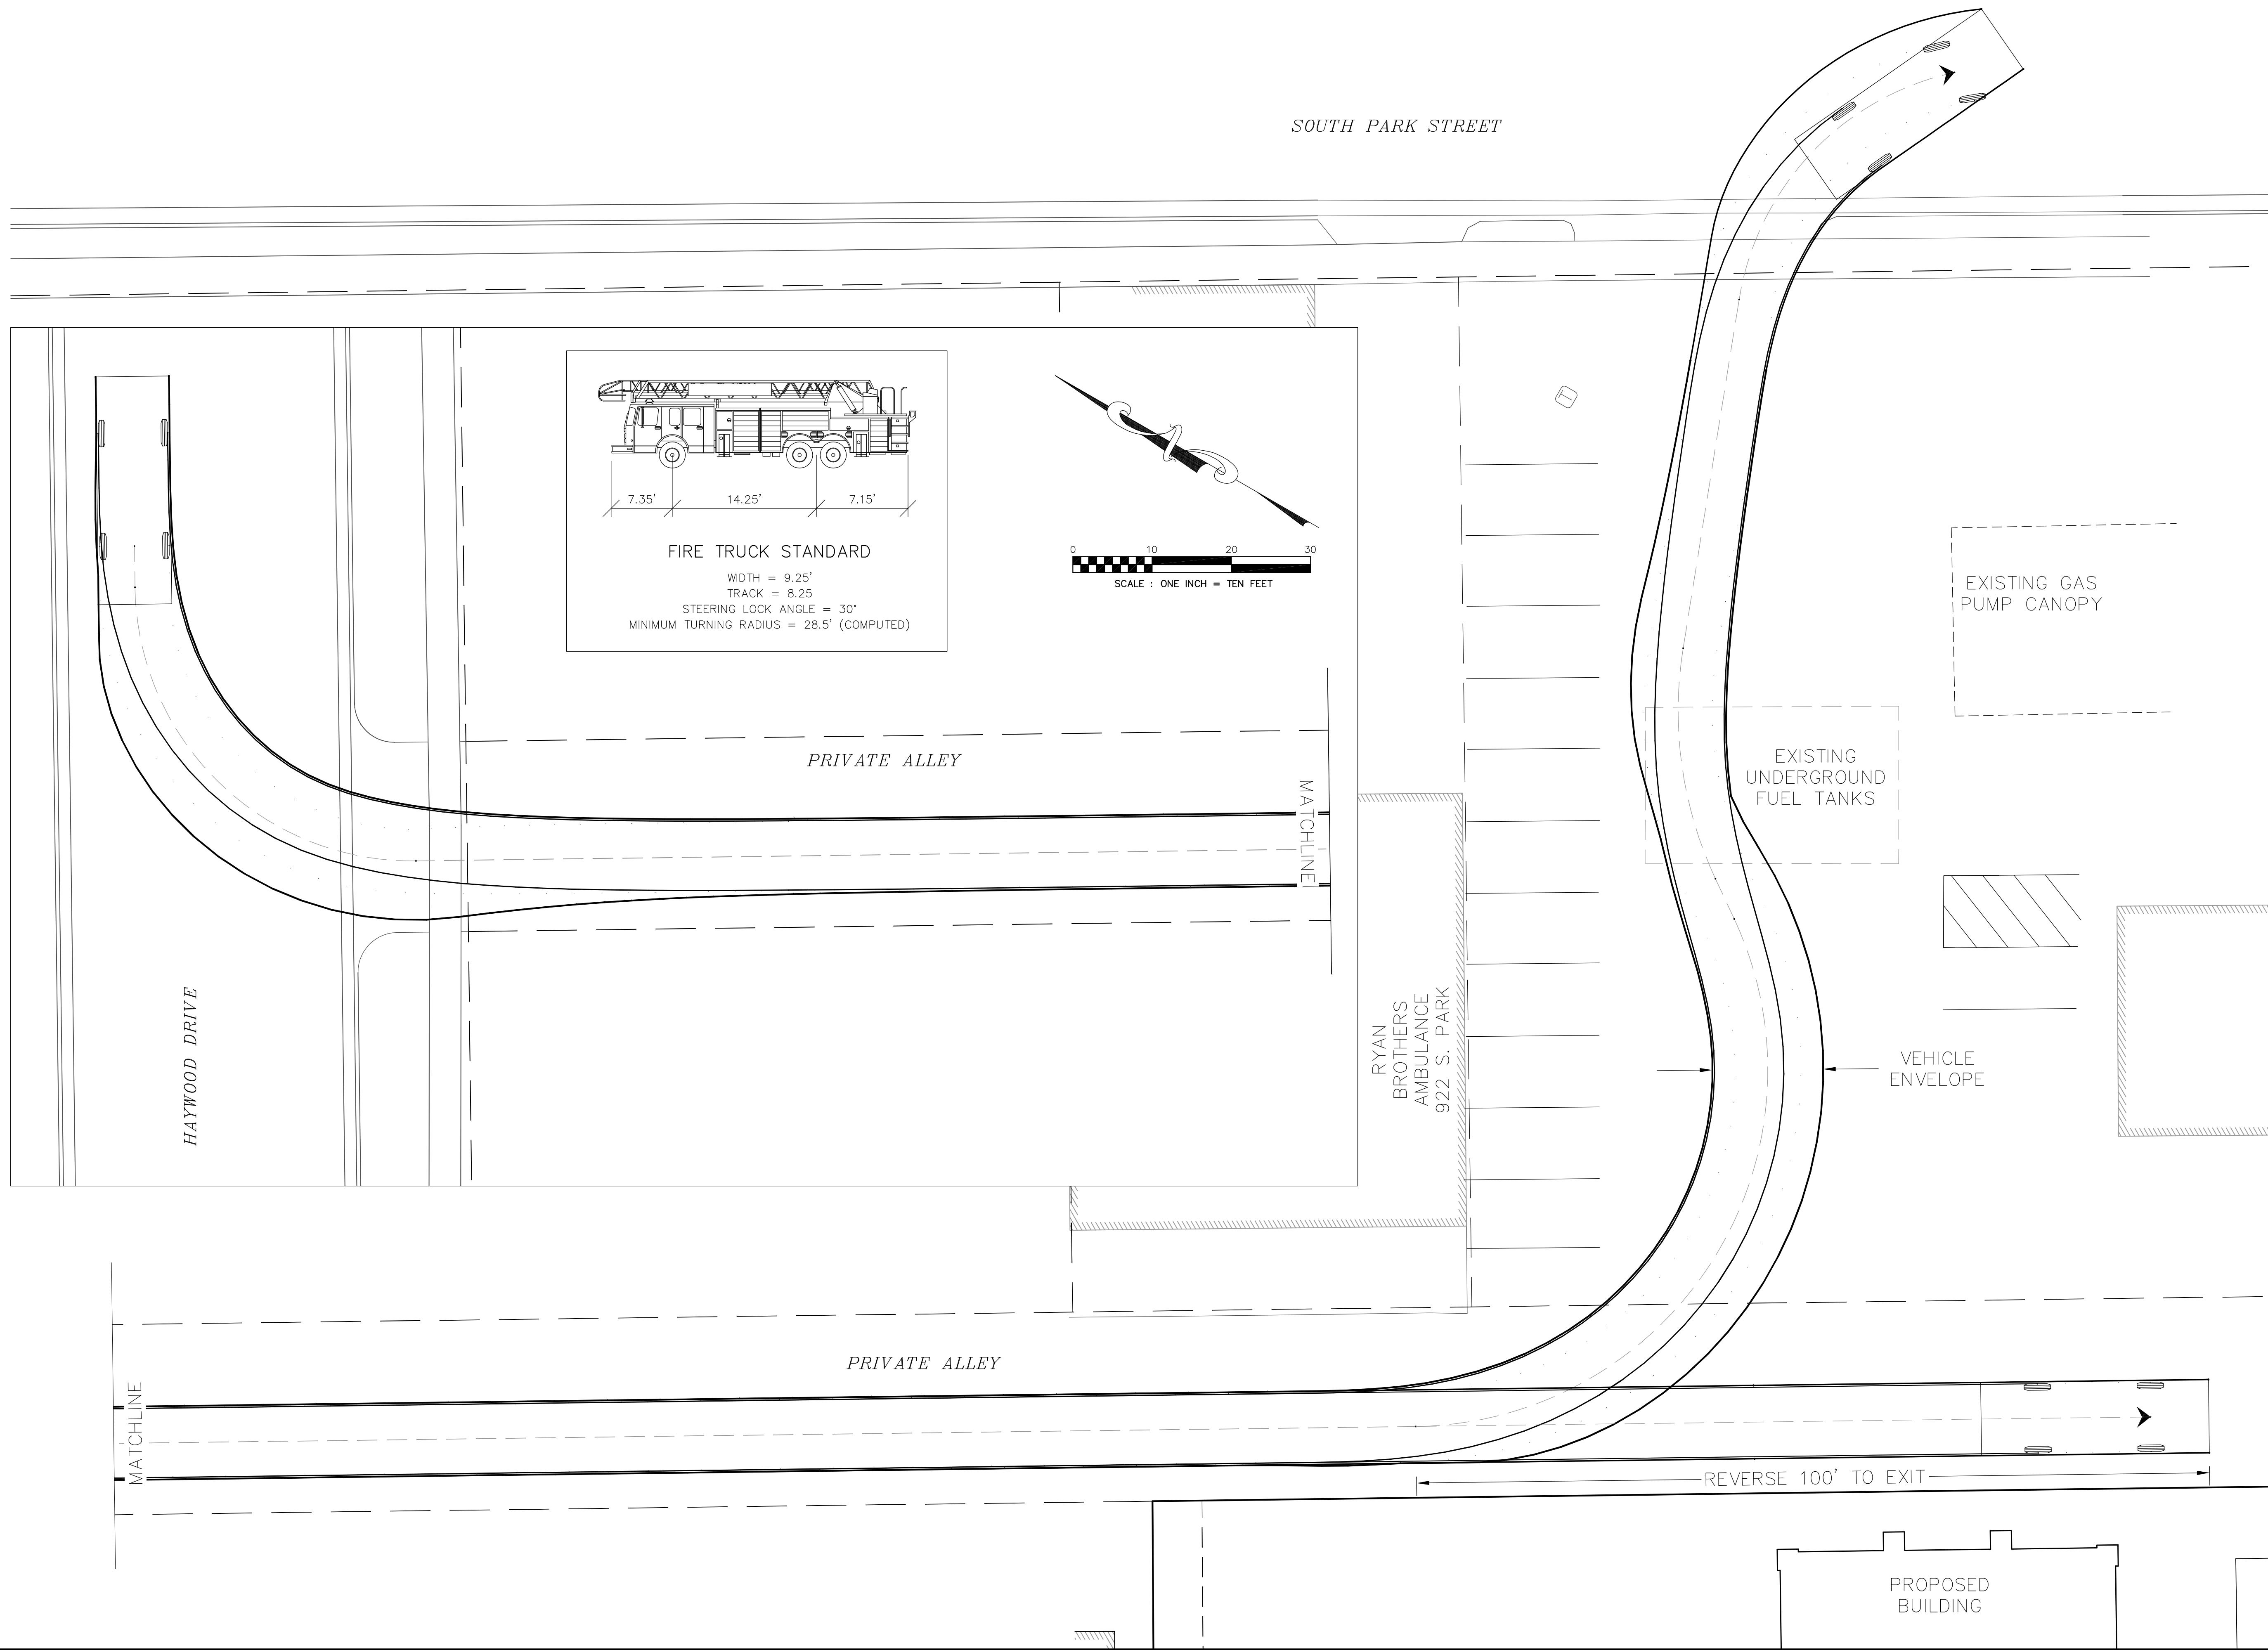 SOUTH PARK STREET
7.35'
14.25'
7.15'
FIRE TRUCK STANDARD
WIDTH = 9.25'
TRACK = 8.25
STEERING LOCK ANGLE = 30°
MINIMUM TURNING RADIUS = 28.5' (COMPUTED)
0 10 20 30
SCALE : ONE INCH = TEN FEET
T
EXISTING GAS
PUMP CANOPY
PRIVATE ALLEY
MATCHLINE
EXISTING
UNDERGROUND
FUEL TANKS
HAYWOOD DRIVE
RYAN
BROTHERS
AMBULANCE
922 S. PARK
VEHICLE
ENVELOPE
PRIVATE ALLEY
MATCHLINE
REVERSE 100' TO EXIT
PROPOSED
BUILDING